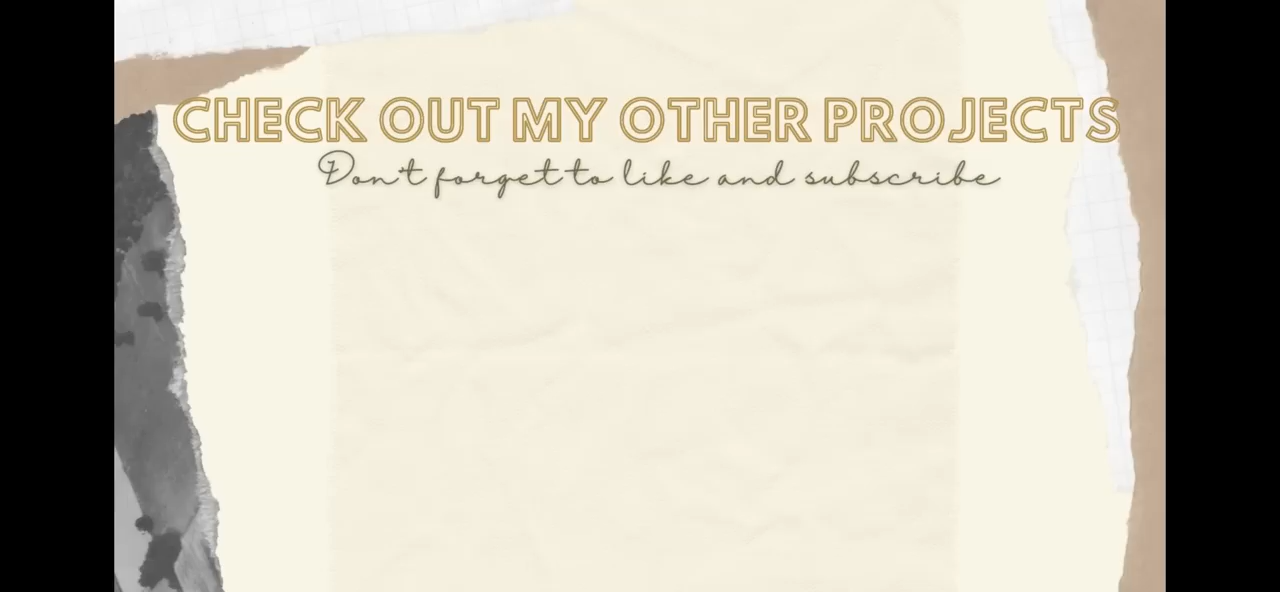 CHECK OUT MY OTHER PROJECTS
Don't forget to like and subscribe